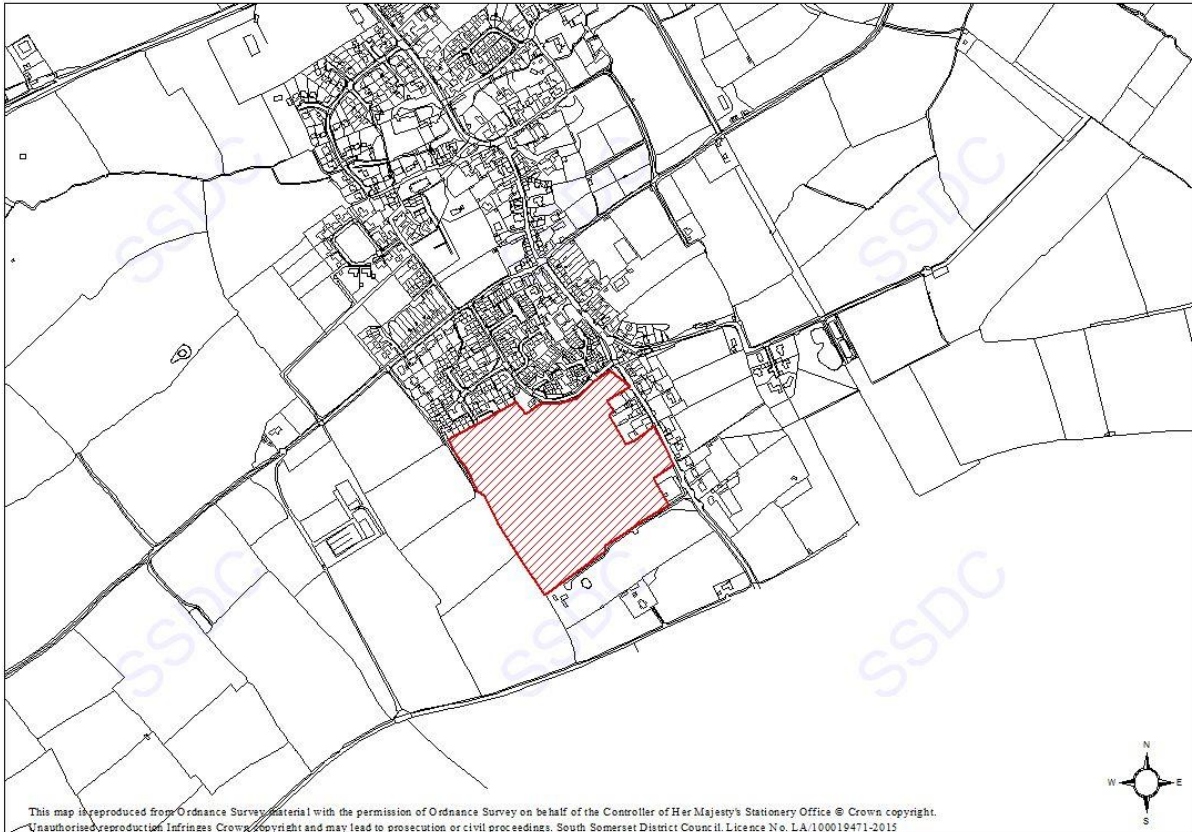 SSDC
SSDC
SSDC
SSDC
SSDC
SSDC
N
W E
S
This map is reproduced from Ordnance Survey material with the permission of Ordnance Survey on behalf of the Controller of Her Majesty's Stationery Office © Crown copyright.
Unauthorised reproduction Infringes Crown copyright and may lead to prosecution or civil proceedings. South Somerset District Council. Licence No. LA/100019471-2015